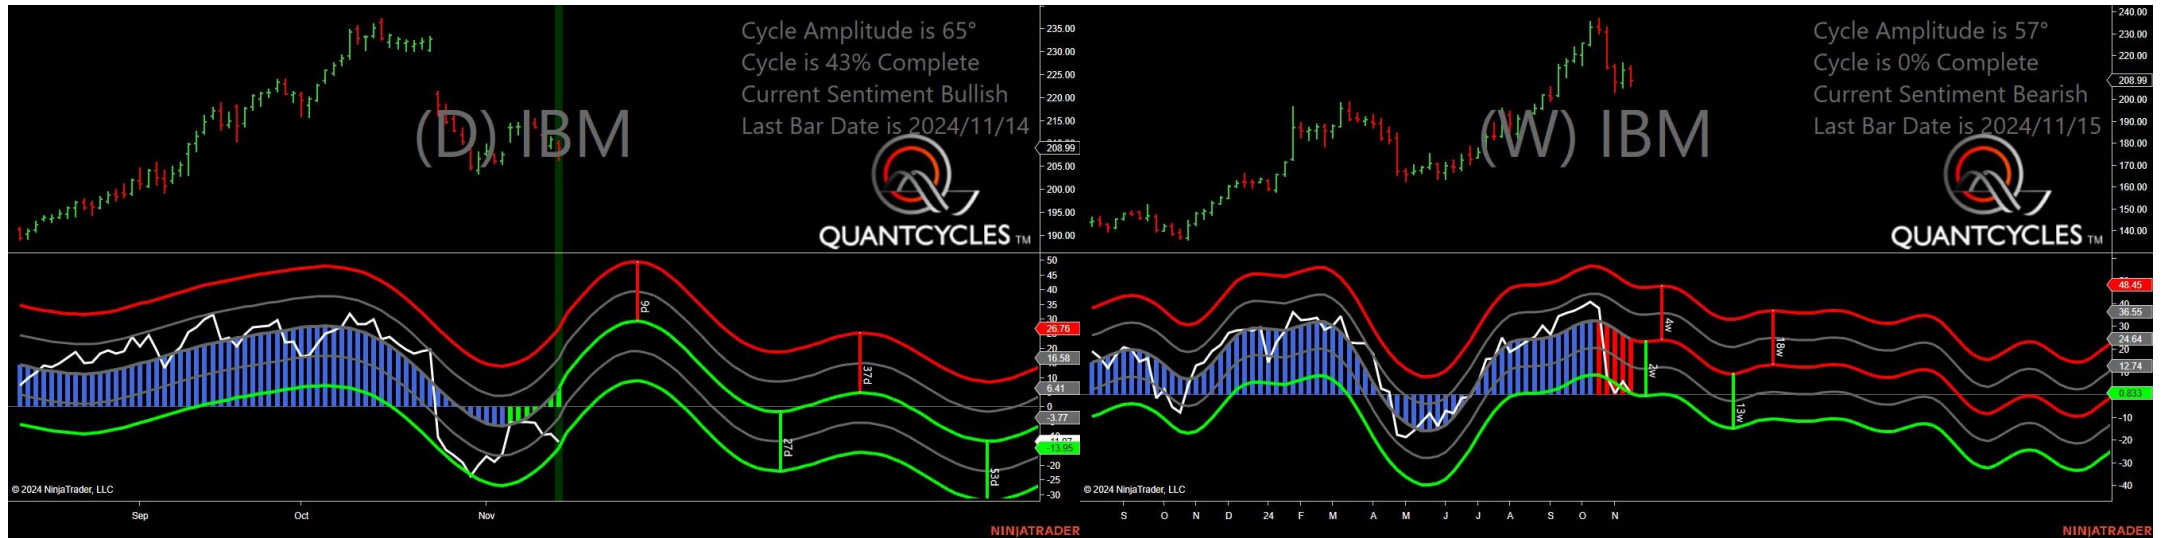 Cycle Amplitude is 65°
Cycle is 43% Complete
Current Sentiment Bullish
Last Bar Date is 2024/11/14
(D) IBM
QUANTCYCLES TM
235.00
230.00
225.00
220.00
215.00
208.99
205.00
200.00
195.00
190.00
50
45
40
35
30
26.76
20
16.58
10
6.41
0
-3.77
-13.95
-20
-25
-30
9d
27d
37d
53d
© 2024 NinjaTrader, LLC
Sep
Oct
Nov
NINJATRADER
Cycle Amplitude is 57°
Cycle is 0% Complete
Current Sentiment Bearish
Last Bar Date is 2024/11/15
(W) IBM
QUANTCYCLES TM
240.00
230.00
220.00
208.99
200.00
190.00
180.00
170.00
160.00
150.00
140.00
48.45
40
36.55
30
24.64
20
12.74
0.833
-10
-20
-30
-40
4w
2w
18w
13w
© 2024 NinjaTrader, LLC
S O N D 24 F M A M J J A S O N
NINJATRADER